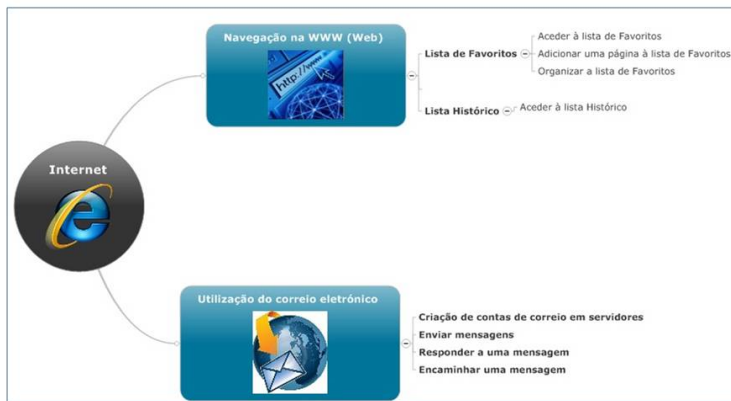 Navegação na WWW (Web)
http://www
Lista de Favoritos
Aceder à lista de Favoritos
Adicionar uma página à lista de Favoritos
Organizar a lista de Favoritos
Lista Histórico
Aceder à lista Histórico
Internet
Utilização do correio eletrónico
Criação de contas de correio em servidores
Enviar mensagens
Responder a uma mensagem
Encaminhar uma mensagem